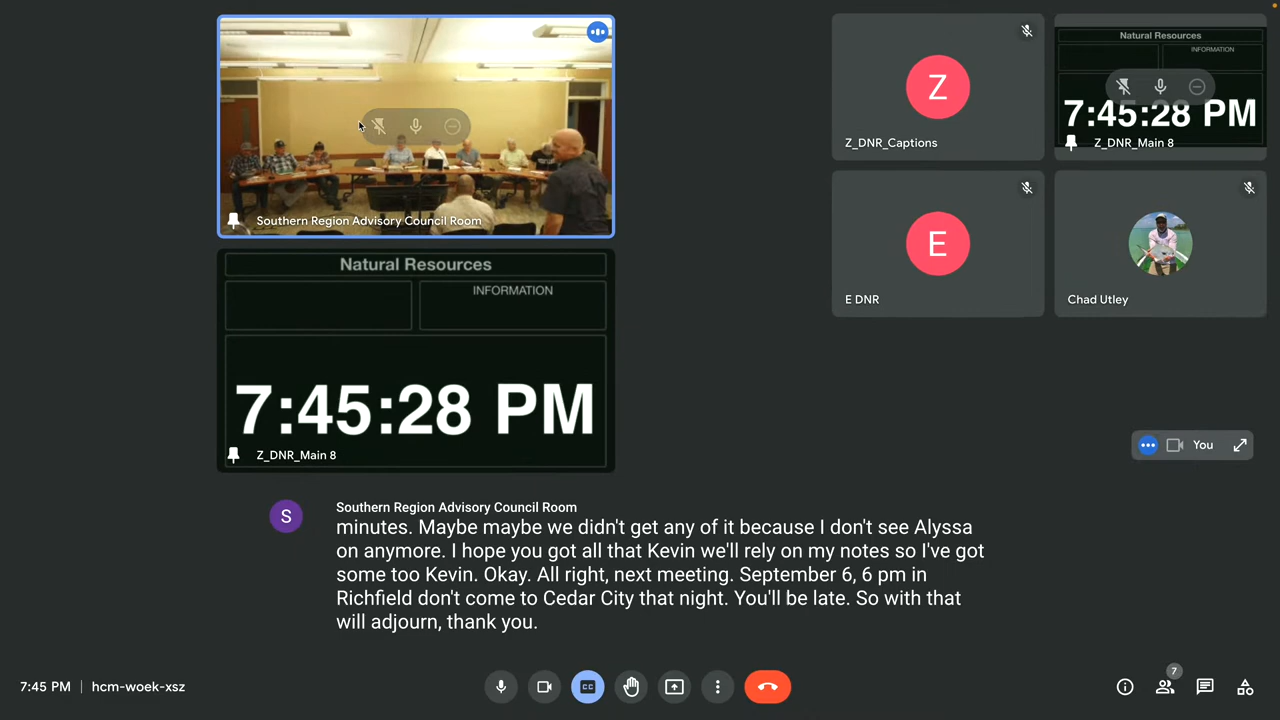 Southern Region Advisory Council Room
Natural Resources
INFORMATION
7:45:28 PM
Z_DNR_Main 8
Z
Z_DNR_Captions
Natural Resources
INFORMATION
7:45:28 PM
Z_DNR_Main 8
E
E DNR
Chad Utley
You
S
Southern Region Advisory Council Room
minutes. Maybe maybe we didn't get any of it because I don't see Alyssa
on anymore. I hope you got all that Kevin we'll rely on my notes so I've got
some too Kevin. Okay. All right, next meeting. September 6, 6 pm in
Richfield don't come to Cedar City that night. You'll be late. So with that
will adjourn, thank you.
7:45 PM | hcm-woek-xsz
CC
7